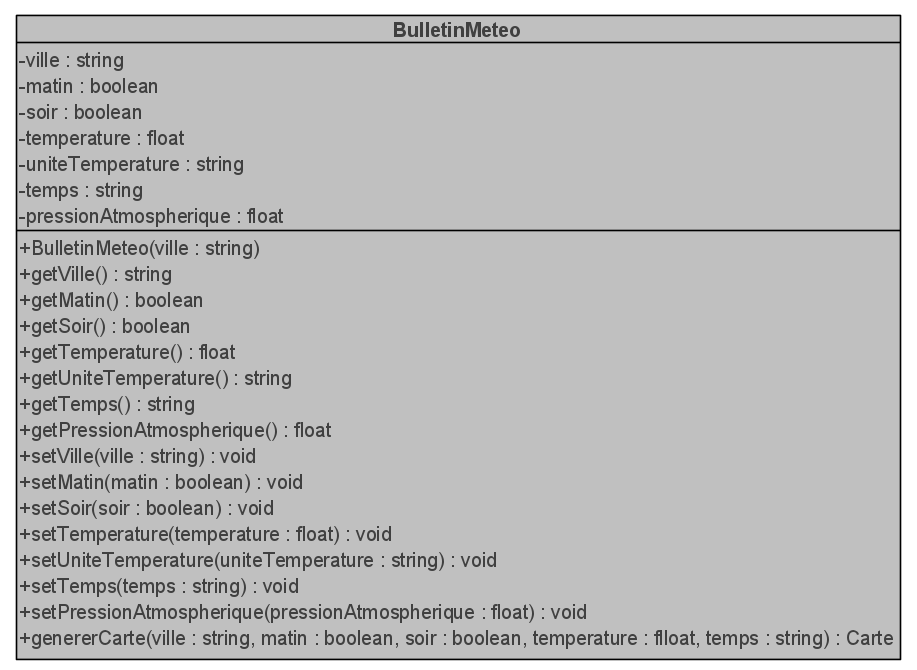 BulletinMeteo
-ville : string
-matin : boolean
-soir : boolean
-temperature : float
-uniteTemperature : string
-temps : string
-pressionAtmospherique : float
+BulletinMeteo(ville : string)
+getVille() : string
+getMatin() : boolean
+getSoir() : boolean
+getTemperature() : float
+getUniteTemperature() : string
+getTemps() : string
+getPressionAtmospherique() : float
+setVille(ville : string) : void
+setMatin(matin : boolean) : void
+setSoir(soir : boolean) : void
+setTemperature(temperature : float) : void
+setUniteTemperature(uniteTemperature : string) : void
+setTemps(temps : string) : void
+setPressionAtmospherique(pressionAtmospherique : float) : void
+genererCarte(ville : string, matin : boolean, soir : boolean, temperature : flloat, temps : string) : Carte